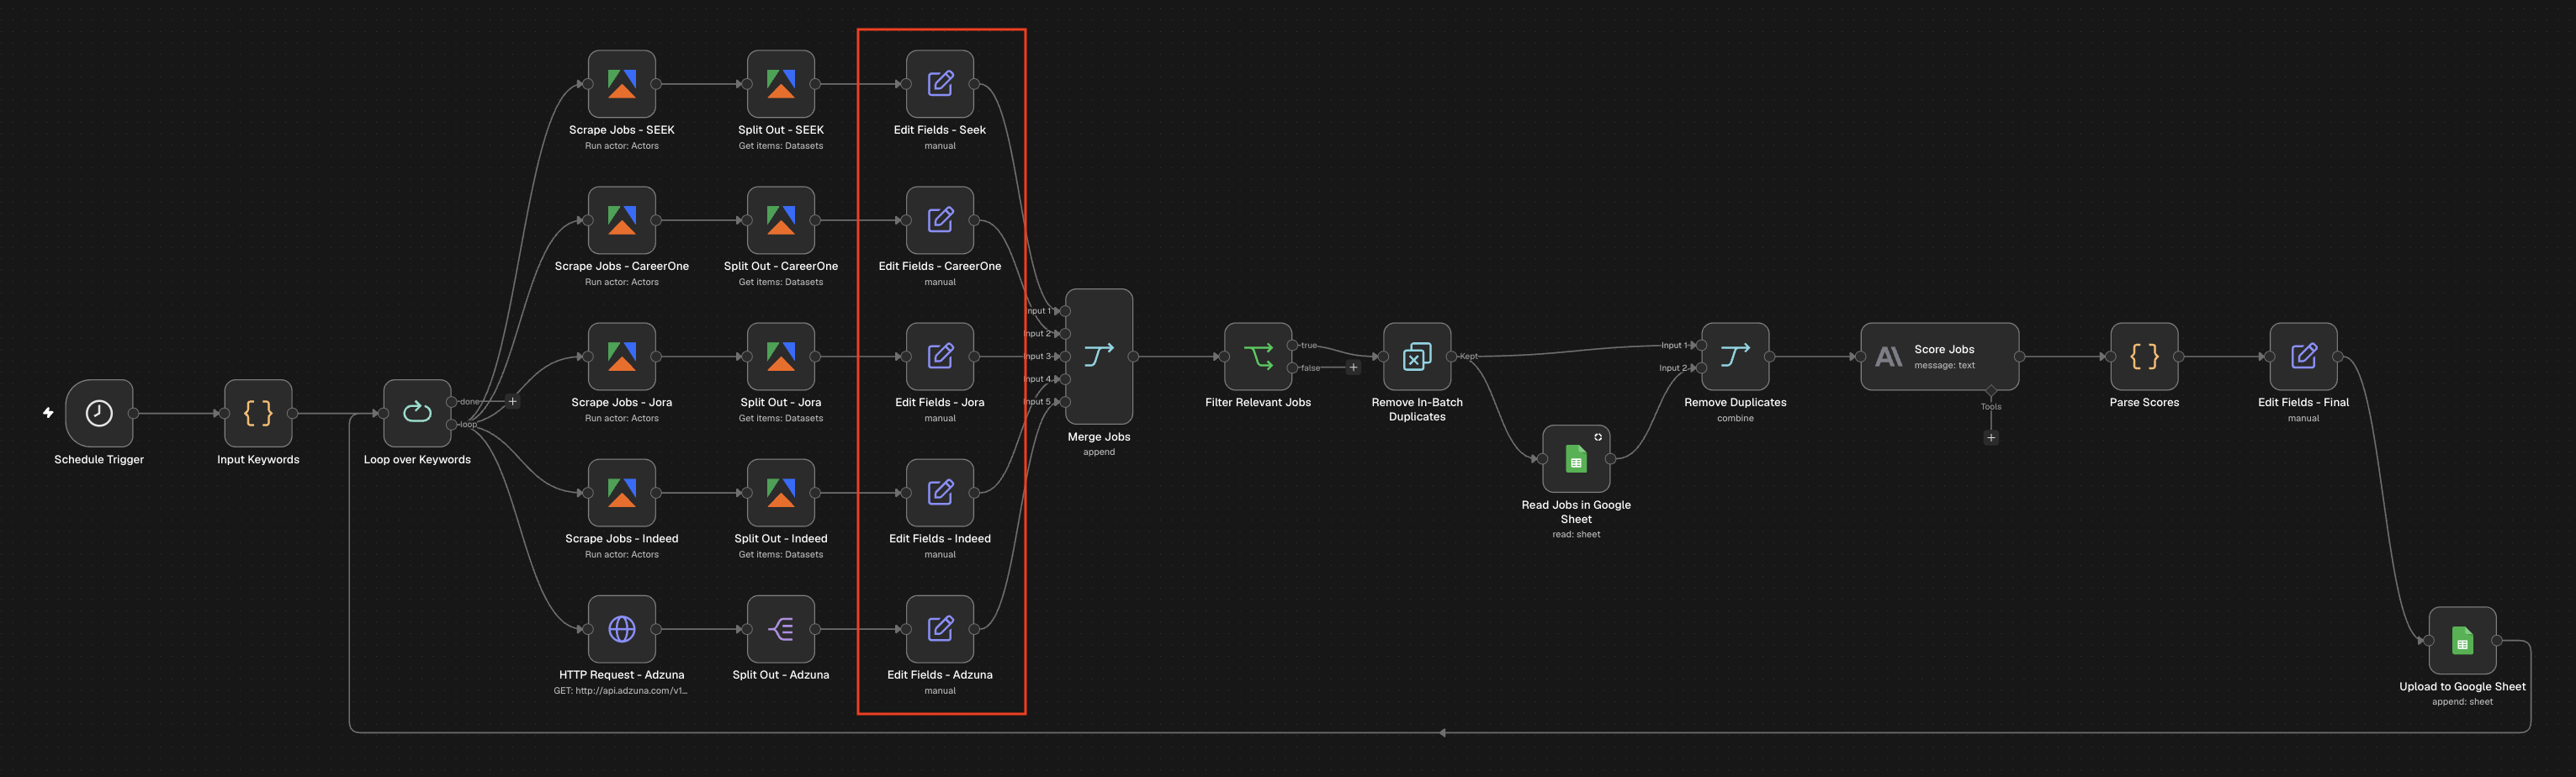 Scrape Jobs - SEEK
Run actor: Actors
Split Out - SEEK
Get items: Datasets
Edit Fields - Seek
manual
Scrape Jobs - CareerOne
Run actor: Actors
Split Out - CareerOne
Get items: Datasets
Edit Fields - CareerOne
manual
Schedule Trigger
Input Keywords
Loop over Keywords
done
loop
Scrape Jobs - Jora
Run actor: Actors
Split Out - Jora
Get items: Datasets
Edit Fields - Jora
manual
Scrape Jobs - Indeed
Run actor: Actors
Split Out - Indeed
Get items: Datasets
Edit Fields - Indeed
manual
HTTP Request - Adzuna
GET: http://api.adzuna.com/v1...
Split Out - Adzuna
Edit Fields - Adzuna
manual
Input 1
Input 2
Input 3
Input 4
Input 5
Merge Jobs
append
true
false
Filter Relevant Jobs
Kept
Remove In-Batch
Duplicates
Read Jobs in Google
Sheet
read: sheet
Input 1
Input 2
Remove Duplicates
combine
Score Jobs
message: text
Tools
Parse Scores
Edit Fields - Final
manual
Upload to Google Sheet
append: sheet